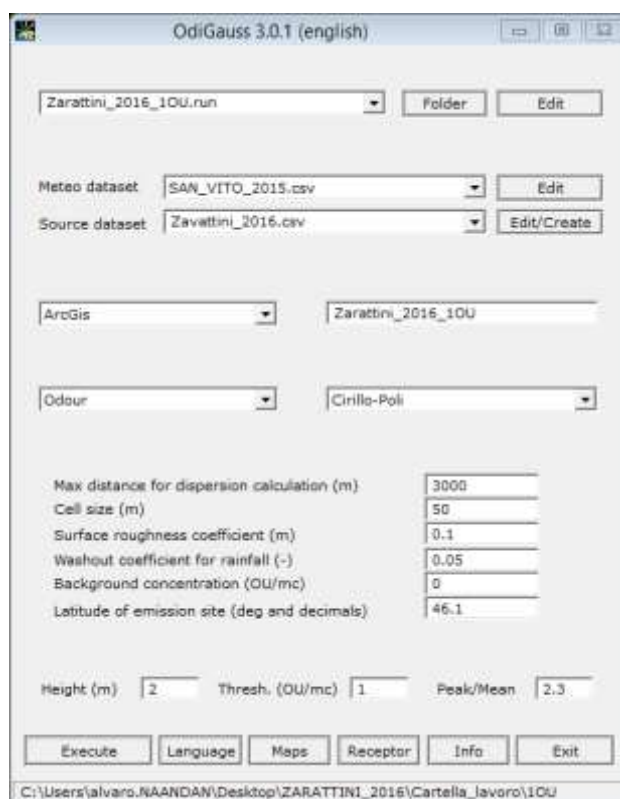 OdiGauss 3.0.1 (english)
Zarattini_2016_1OU.run Folder Edit
Meteo dataset SAN_VITO_2015.csv Edit
Source dataset Zavattini_2016.csv Edit/Create
ArcGis Zarattini_2016_1OU
Odour Cirillo-Poli
Max distance for dispersion calculation (m) 3000
Cell size (m) 50
Surface roughness coefficient (m) 0.1
Washout coefficient for rainfall (-) 0.05
Background concentration (OU/mc) 0
Latitude of emission site (deg and decimals) 46.1
Height (m) 2 Thresh. (OU/mc) 1 Peak/Mean 2.3
Execute Language Maps Receptor Info Exit
C:\Users\alvaro.NAANDAN\Desktop\ZARATTINI_2016\Cartella_lavoro\1OU